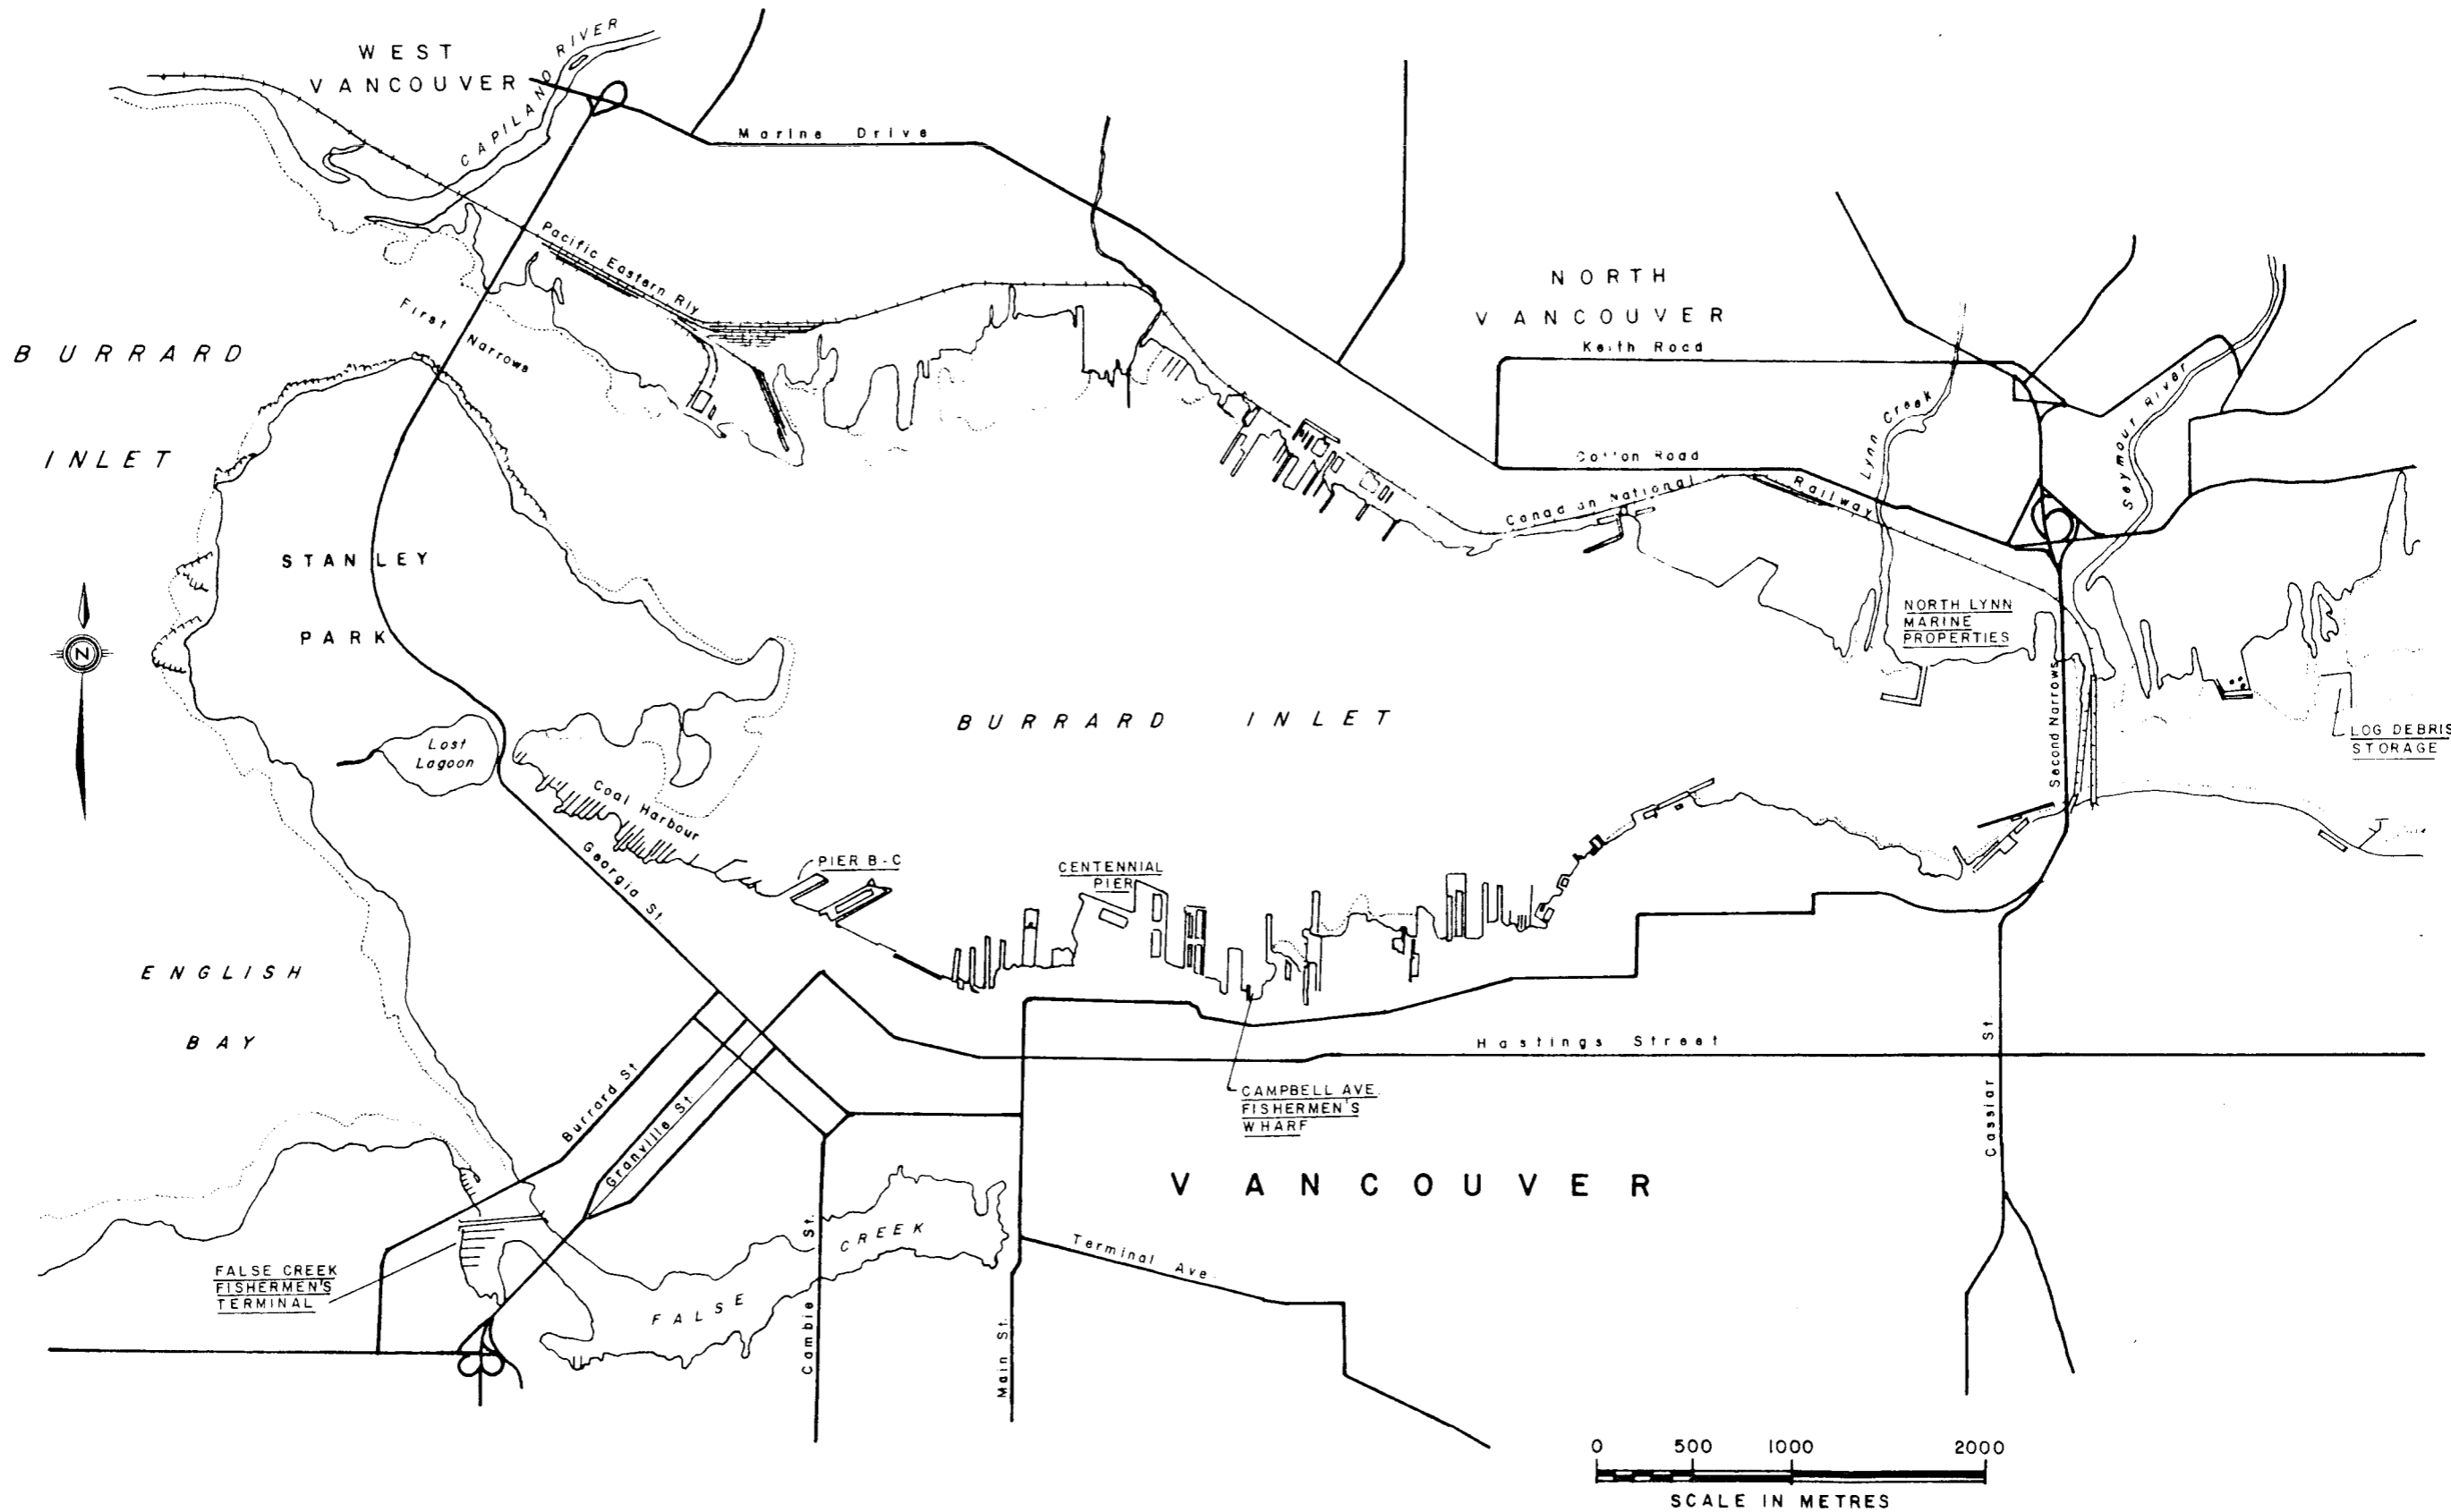 WEST
VANCOUVER
CAPILANO RIVER
Marine Drive
Pacific Eastern Rly
First Narrows
BURRARD
INLET
NORTH
VANCOUVER
Keith Road
Lynn Creek
Seymour River
Cotton Road
Canadian National Railway
STANLEY
PARK
N
NORTH LYNN
MARINE
PROPERTIES
Second Narrows
LOG DEBRIS
STORAGE
BURRARD INLET
Lost
Lagoon
Coal Harbour
Georgia St.
PIER B-C
CENTENNIAL
PIER
ENGLISH
BAY
Hastings Street
Cassiar St.
CAMPBELL AVE.
FISHERMEN'S
WHARF
Burrard St.
Granville St.
VANCOUVER
FALSE CREEK
Cambie St.
Main St.
Terminal Ave.
FALSE CREEK
FISHERMEN'S
TERMINAL
0 500 1000 2000
SCALE IN METRES